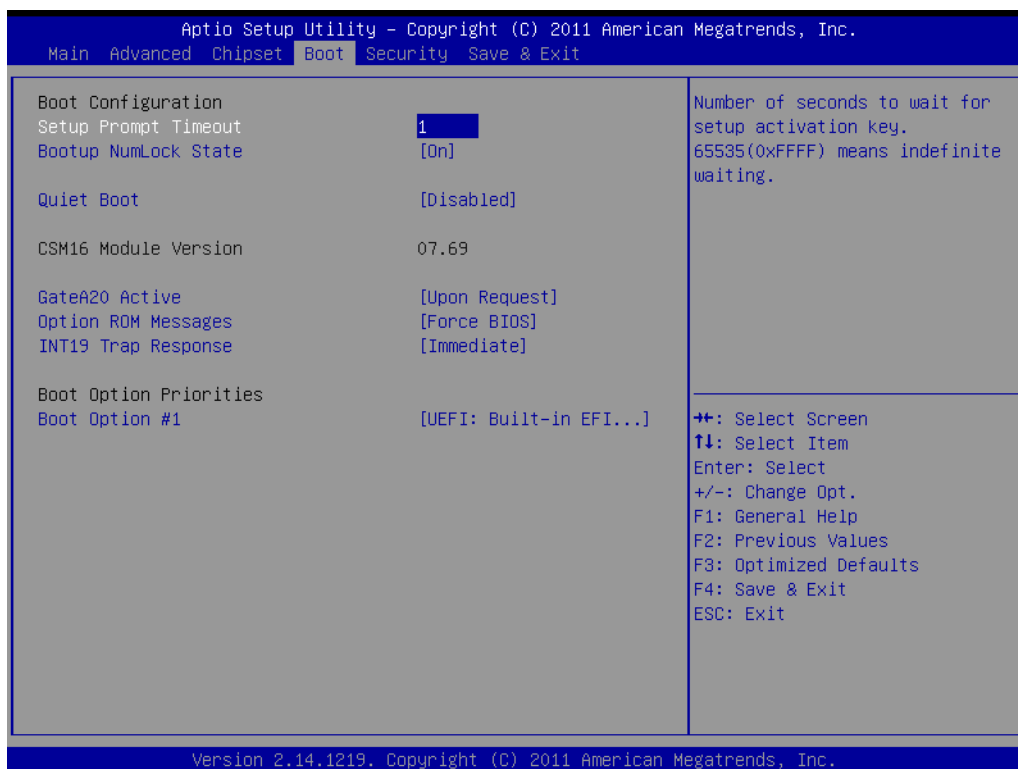 Aptio Setup Utility – Copyright (C) 2011 American Megatrends, Inc.
Main Advanced Chipset Boot Security Save & Exit
Boot Configuration
Setup Prompt Timeout 1
Bootup NumLock State [On]
Quiet Boot [Disabled]
CSM16 Module Version 07.69
GateA20 Active [Upon Request]
Option ROM Messages [Force BIOS]
INT19 Trap Response [Immediate]
Boot Option Priorities
Boot Option #1 [UEFI: Built-in EFI...]
Number of seconds to wait for
setup activation key.
65535(0xFFFF) means indefinite
waiting.
→←: Select Screen
↑↓: Select Item
Enter: Select
+/-: Change Opt.
F1: General Help
F2: Previous Values
F3: Optimized Defaults
F4: Save & Exit
ESC: Exit
Version 2.14.1219. Copyright (C) 2011 American Megatrends, Inc.